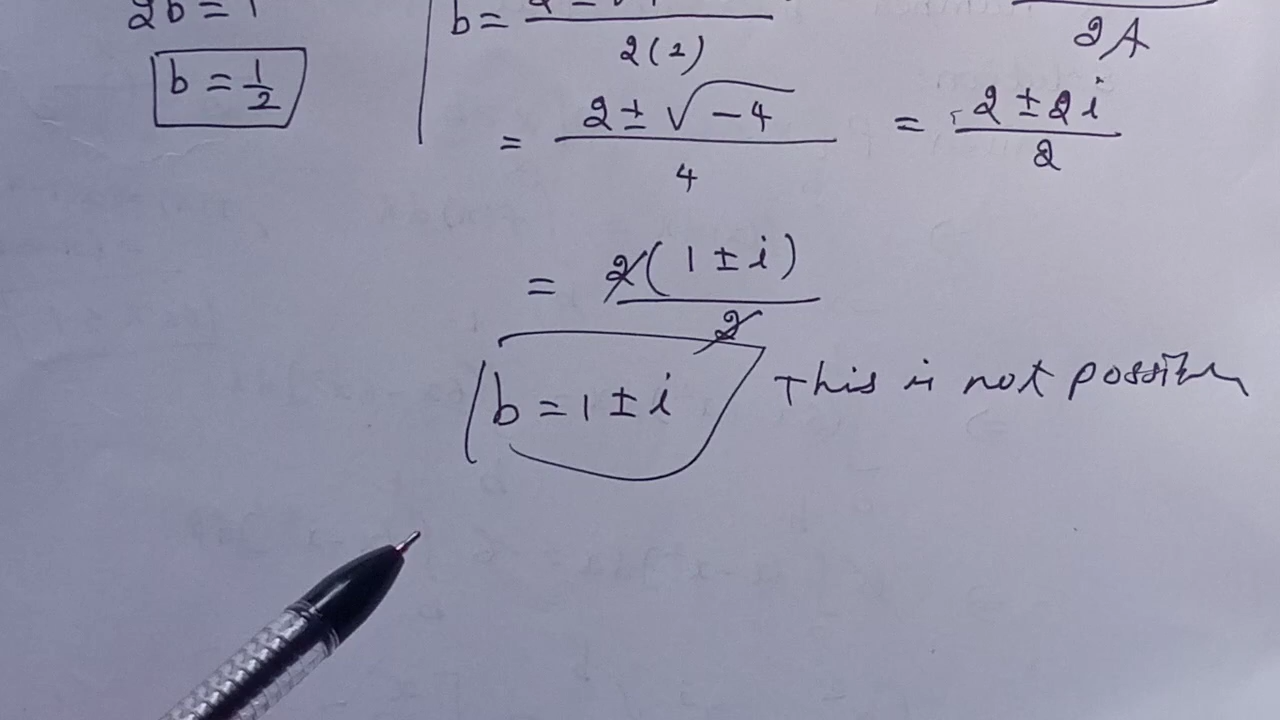 2b = 1
b = 1/2
b =
2(2)
2A
= 2 ± √-4 / 4 = 2 ± 2i / 2
= 2(1 ± i) / 2
b = 1 ± i This is not possible